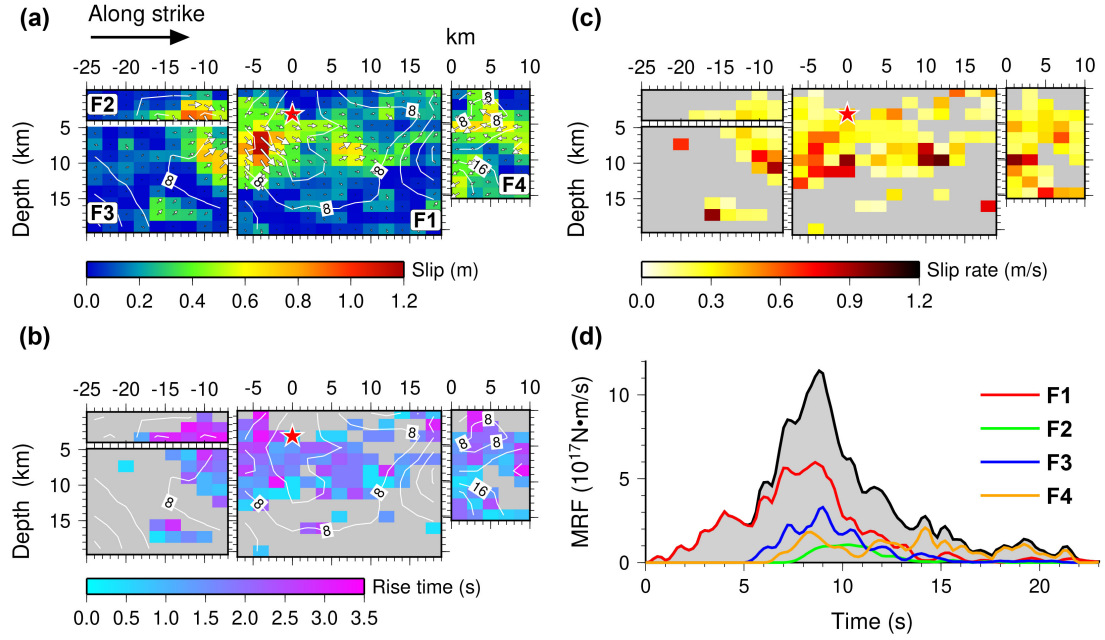 (a)
Along strike
km
-25 -20 -15 -10 -5 0 5 10 15 0 5 10
F2
F3
F1
F4
8
8
8
8
8
8
8
16
5
10
15
Depth (km)
Slip (m)
0.0 0.2 0.4 0.6 0.8 1.0 1.2
(c)
-25 -20 -15 -10 -5 0 5 10 15 0 5 10
5
10
15
Depth (km)
Slip rate (m/s)
0.0 0.3 0.6 0.9 1.2
(b)
-25 -20 -15 -10 -5 0 5 10 15 0 5 10
8
8
8
8
8
8
8
16
5
10
15
Depth (km)
Rise time (s)
0.0 0.5 1.0 1.5 2.0 2.5 3.0 3.5
(d)
MRF (10¹⁷N•m/s)
10
5
0
F1
F2
F3
F4
0 5 10 15 20
Time (s)